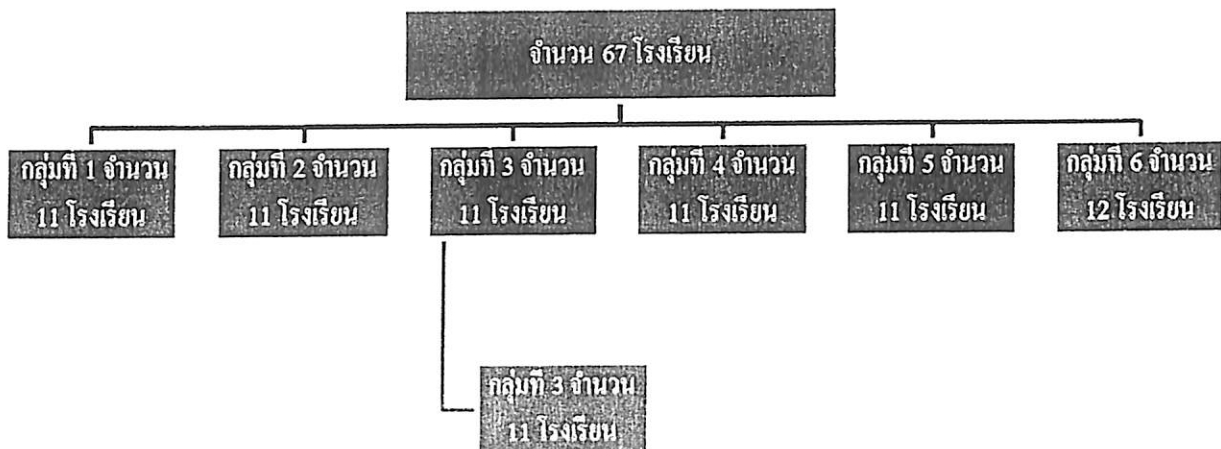 จำนวน 67 โรงเรียน
กลุ่มที่ 1 จำนวน
11 โรงเรียน
กลุ่มที่ 2 จำนวน
11 โรงเรียน
กลุ่มที่ 3 จำนวน
11 โรงเรียน
กลุ่มที่ 4 จำนวน
11 โรงเรียน
กลุ่มที่ 5 จำนวน
11 โรงเรียน
กลุ่มที่ 6 จำนวน
12 โรงเรียน
กลุ่มที่ 3 จำนวน
11 โรงเรียน